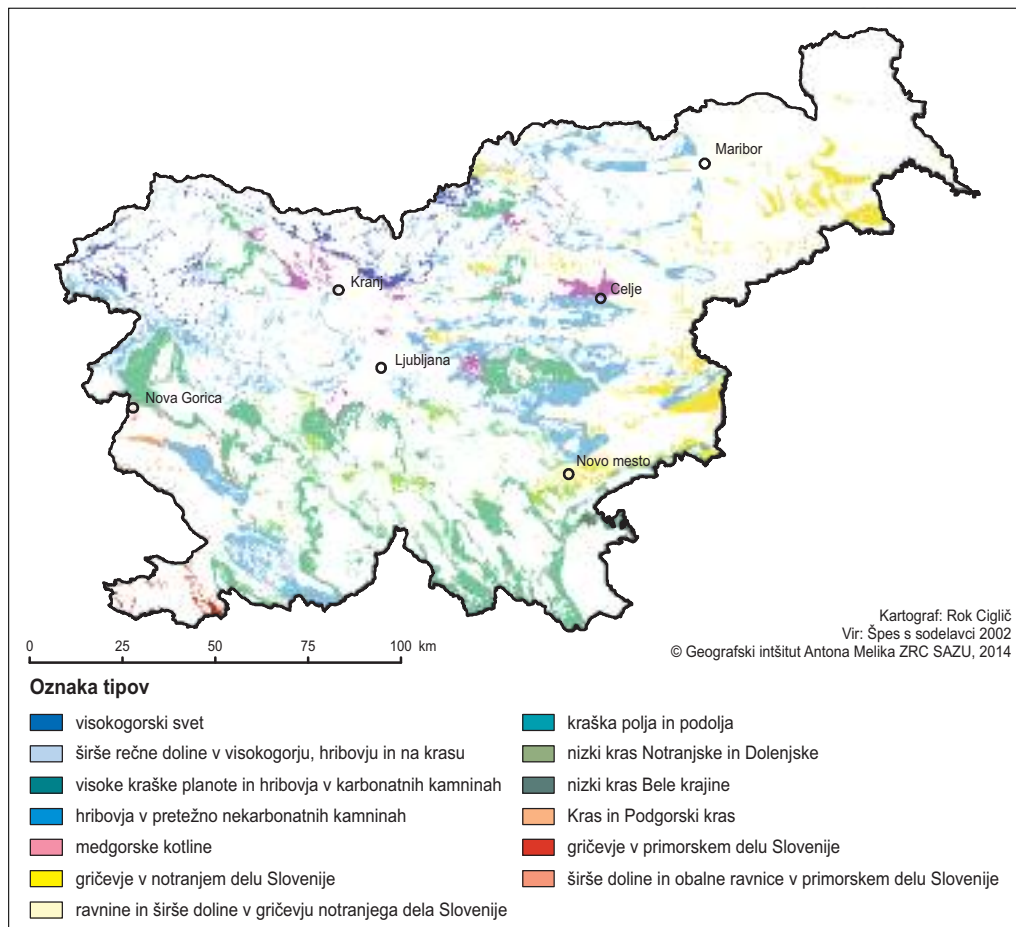 Maribor
Kranj
Celje
Ljubljana
Nova Gorica
Novo mesto
Kartograf: Rok Ciglič
Vir: Špes s sodelavci 2002
© Geografski intšitut Antona Melika ZRC SAZU, 2014
0 25 50 75 100 km
Oznaka tipov
visokogorski svet
širše rečne doline v visokogorju, hribovju in na krasu
visoke kraške planote in hribovja v karbonatnih kamninah
hribovja v pretežno nekarbonatnih kamninah
medgorske kotline
gričevje v notranjem delu Slovenije
ravnine in širše doline v gričevju notranjega dela Slovenije
kraška polja in podolja
nizki kras Notranjske in Dolenjske
nizki kras Bele krajine
Kras in Podgorski kras
gričevje v primorskem delu Slovenije
širše doline in obalne ravnice v primorskem delu Slovenije